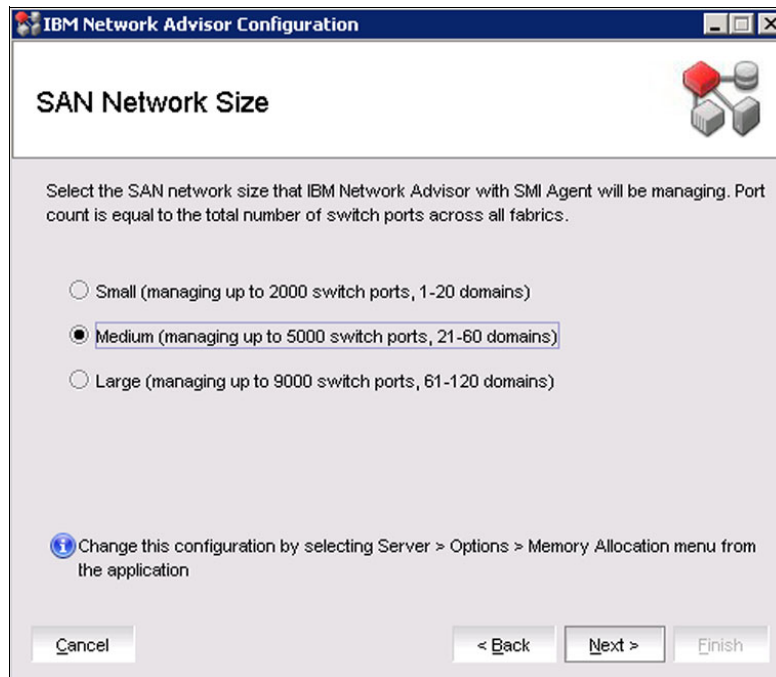 IBM Network Advisor Configuration
SAN Network Size
Select the SAN network size that IBM Network Advisor with SMI Agent will be managing. Port
count is equal to the total number of switch ports across all fabrics.
Small (managing up to 2000 switch ports, 1-20 domains)
Medium (managing up to 5000 switch ports, 21-60 domains)
Large (managing up to 9000 switch ports, 61-120 domains)
Change this configuration by selecting Server > Options > Memory Allocation menu from
the application
Cancel < Back Next > Finish